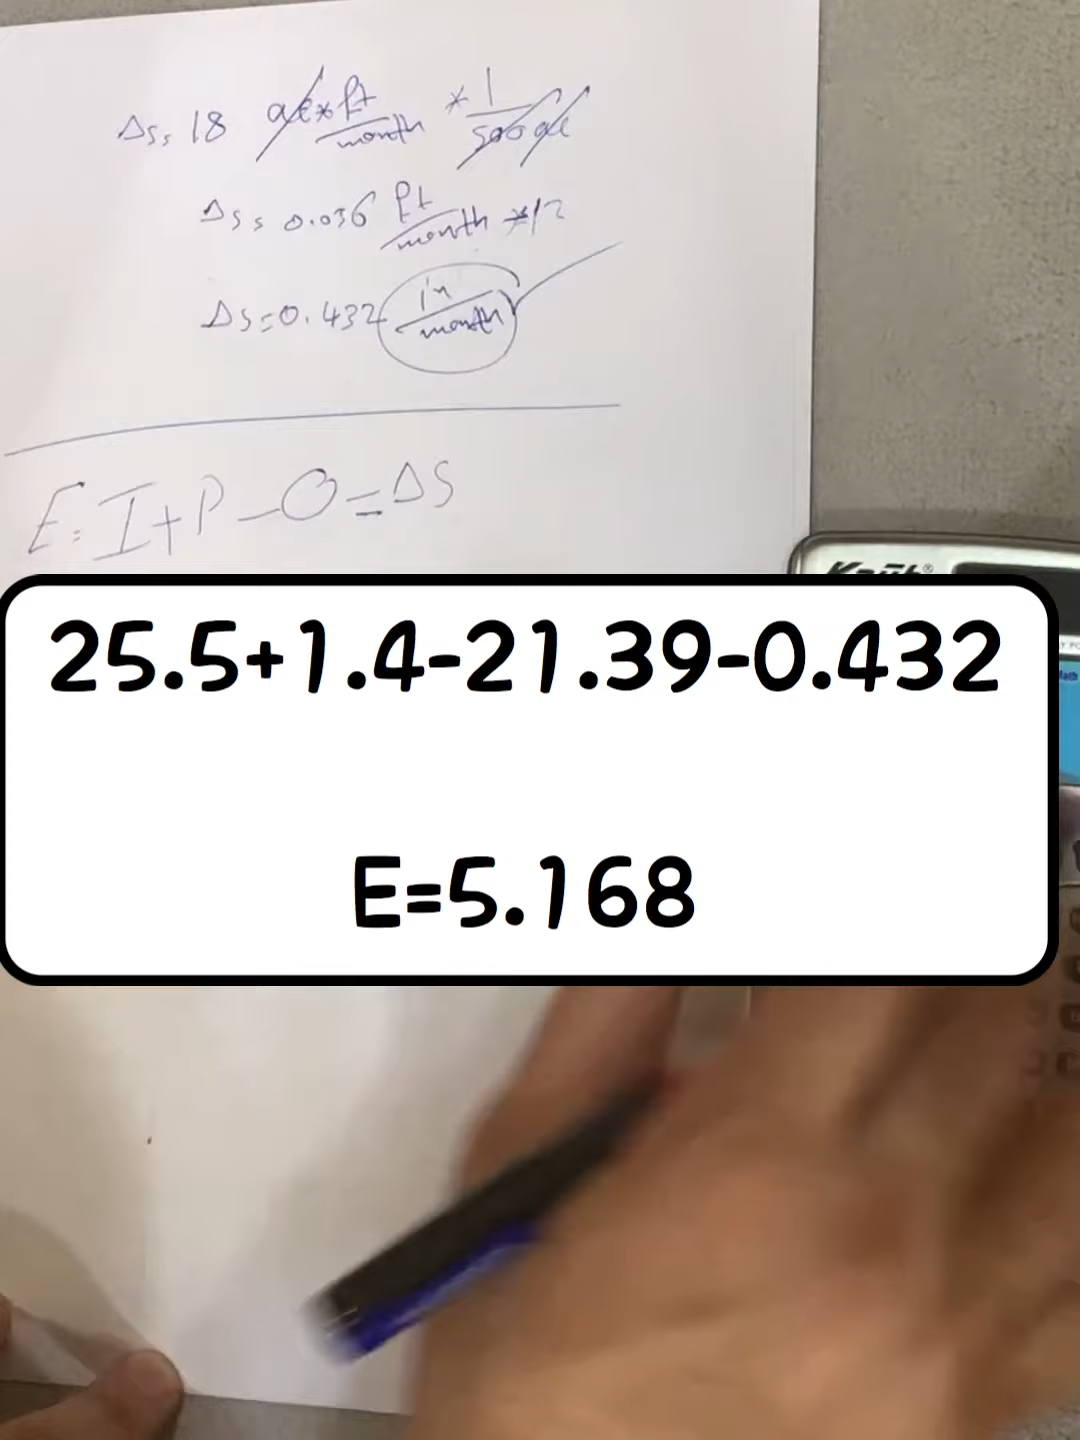 ΔS= 18 ac*ft/month * 1/500 ac
ΔS= 0.036 ft/month *12
ΔS=0.432 in/month
E= I+P-O=ΔS
25.5+1.4-21.39-0.432
E=5.168